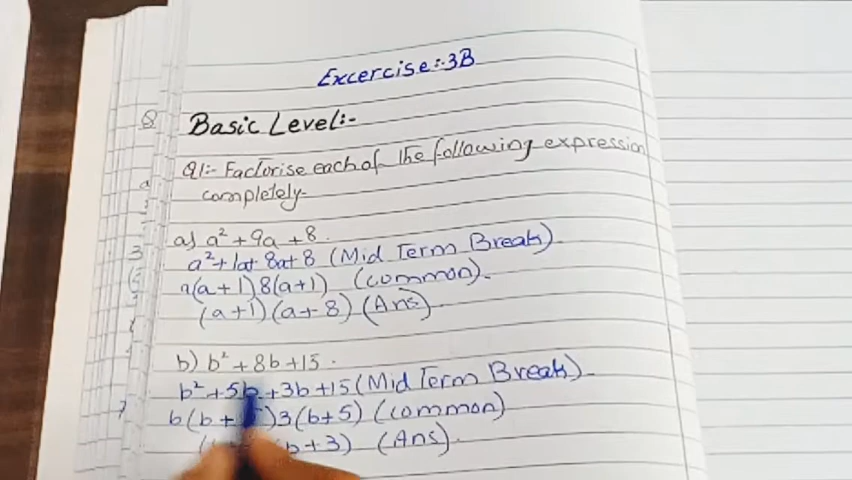 Excercise:-3B
Basic Level:-
Q1:- Factorise each of the following expression
completely-
a) a² + 9a + 8.
a² + 1a + 8a + 8 (Mid Term Break)-
a(a+1) 8(a+1) (common)-
(a+1) (a+8) (Ans)
b) b² + 8b + 15.
b² + 5b + 3b + 15 (Mid Term Break)-
b(b+ ) 3(b+5) (common)
b+3) (Ans)-